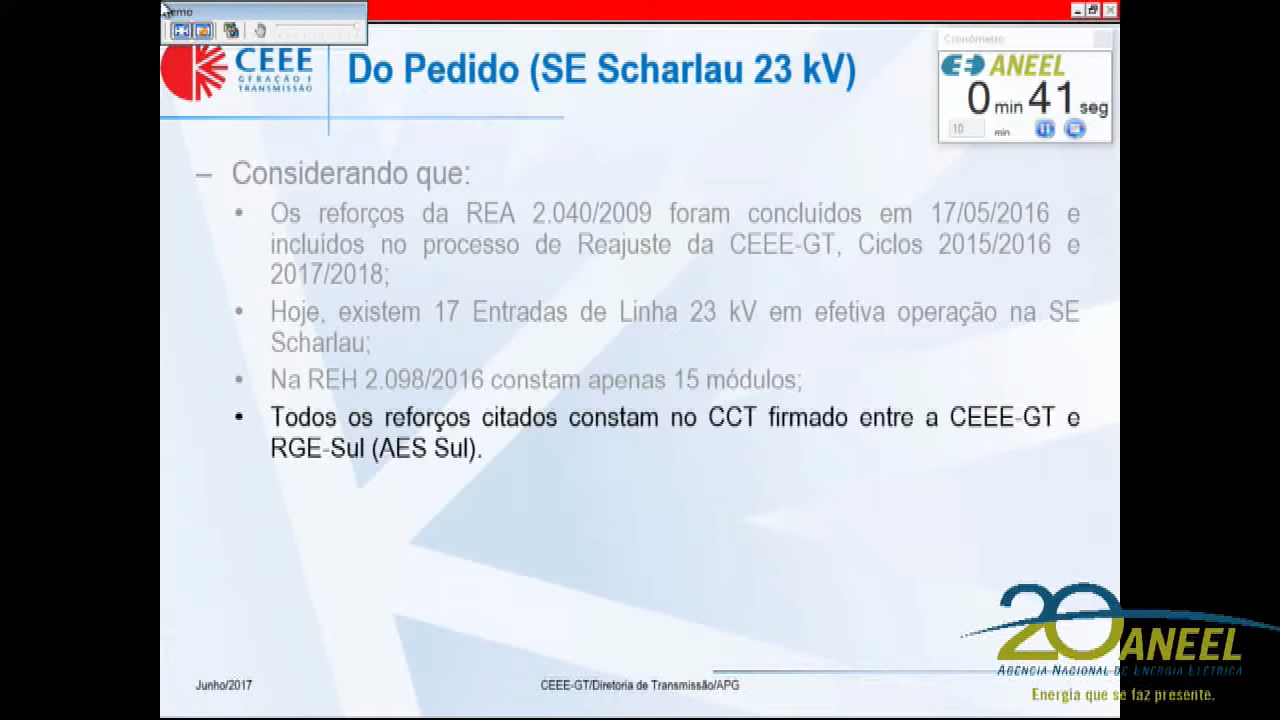 emo
CEEE
GERAÇÃO E
TRANSMISSÃO
Do Pedido (SE Scharlau 23 kV)
Cronômetro
ANEEL
0 min 41 seg
10 min
– Considerando que:
• Os reforços da REA 2.040/2009 foram concluídos em 17/05/2016 e
incluídos no processo de Reajuste da CEEE-GT, Ciclos 2015/2016 e
2017/2018;
• Hoje, existem 17 Entradas de Linha 23 kV em efetiva operação na SE
Scharlau;
• Na REH 2.098/2016 constam apenas 15 módulos;
• Todos os reforços citados constam no CCT firmado entre a CEEE-GT e
RGE-Sul (AES Sul).
Junho/2017
CEEE-GT/Diretoria de Transmissão/APG
20 ANEEL
AGENCIA NACIONAL DE ENERGIA ELÉTRICA
Energia que se faz presente.